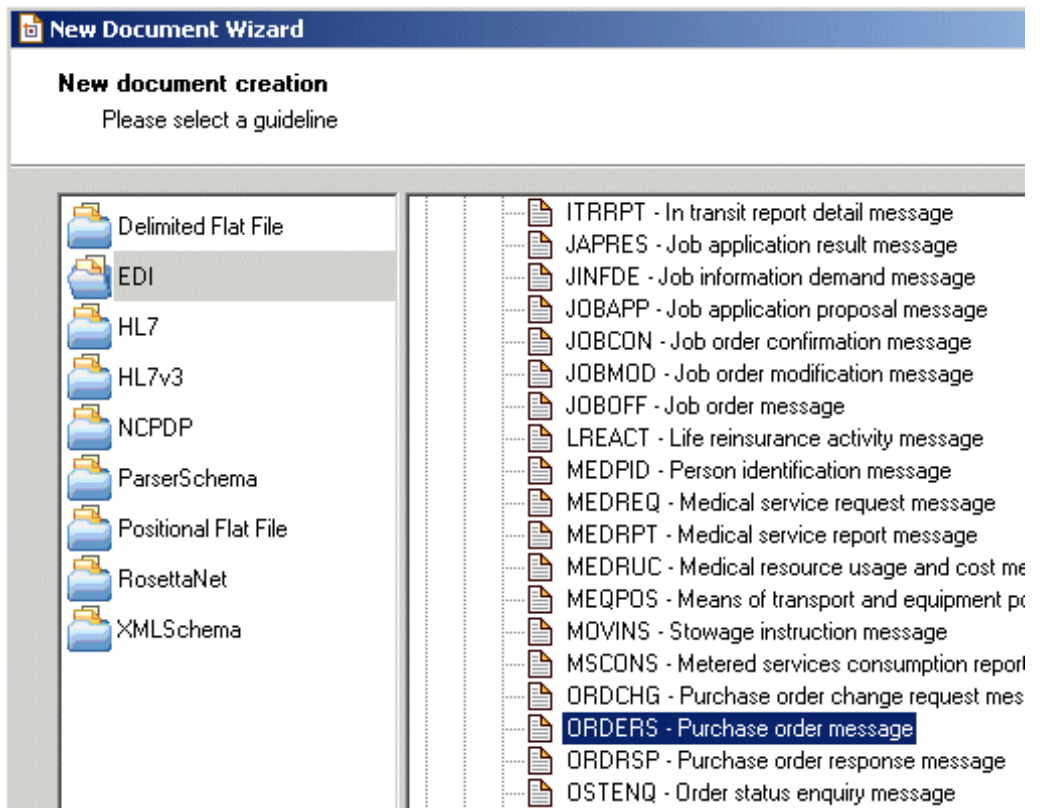 New Document Wizard
New document creation
Please select a guideline
Delimited Flat File
EDI
HL7
HL7v3
NCPDP
ParserSchema
Positional Flat File
RosettaNet
XMLSchema
ITRRPT - In transit report detail message
JAPRES - Job application result message
JINFDE - Job information demand message
JOBAPP - Job application proposal message
JOBCON - Job order confirmation message
JOBMOD - Job order modification message
JOBOFF - Job order message
LREACT - Life reinsurance activity message
MEDPID - Person identification message
MEDREQ - Medical service request message
MEDRPT - Medical service report message
MEDRUC - Medical resource usage and cost me
MEQPOS - Means of transport and equipment po
MOVINS - Stowage instruction message
MSCONS - Metered services consumption report
ORDCHG - Purchase order change request mes
ORDERS - Purchase order message
ORDRSP - Purchase order response message
OSTENQ - Order status enquiry message